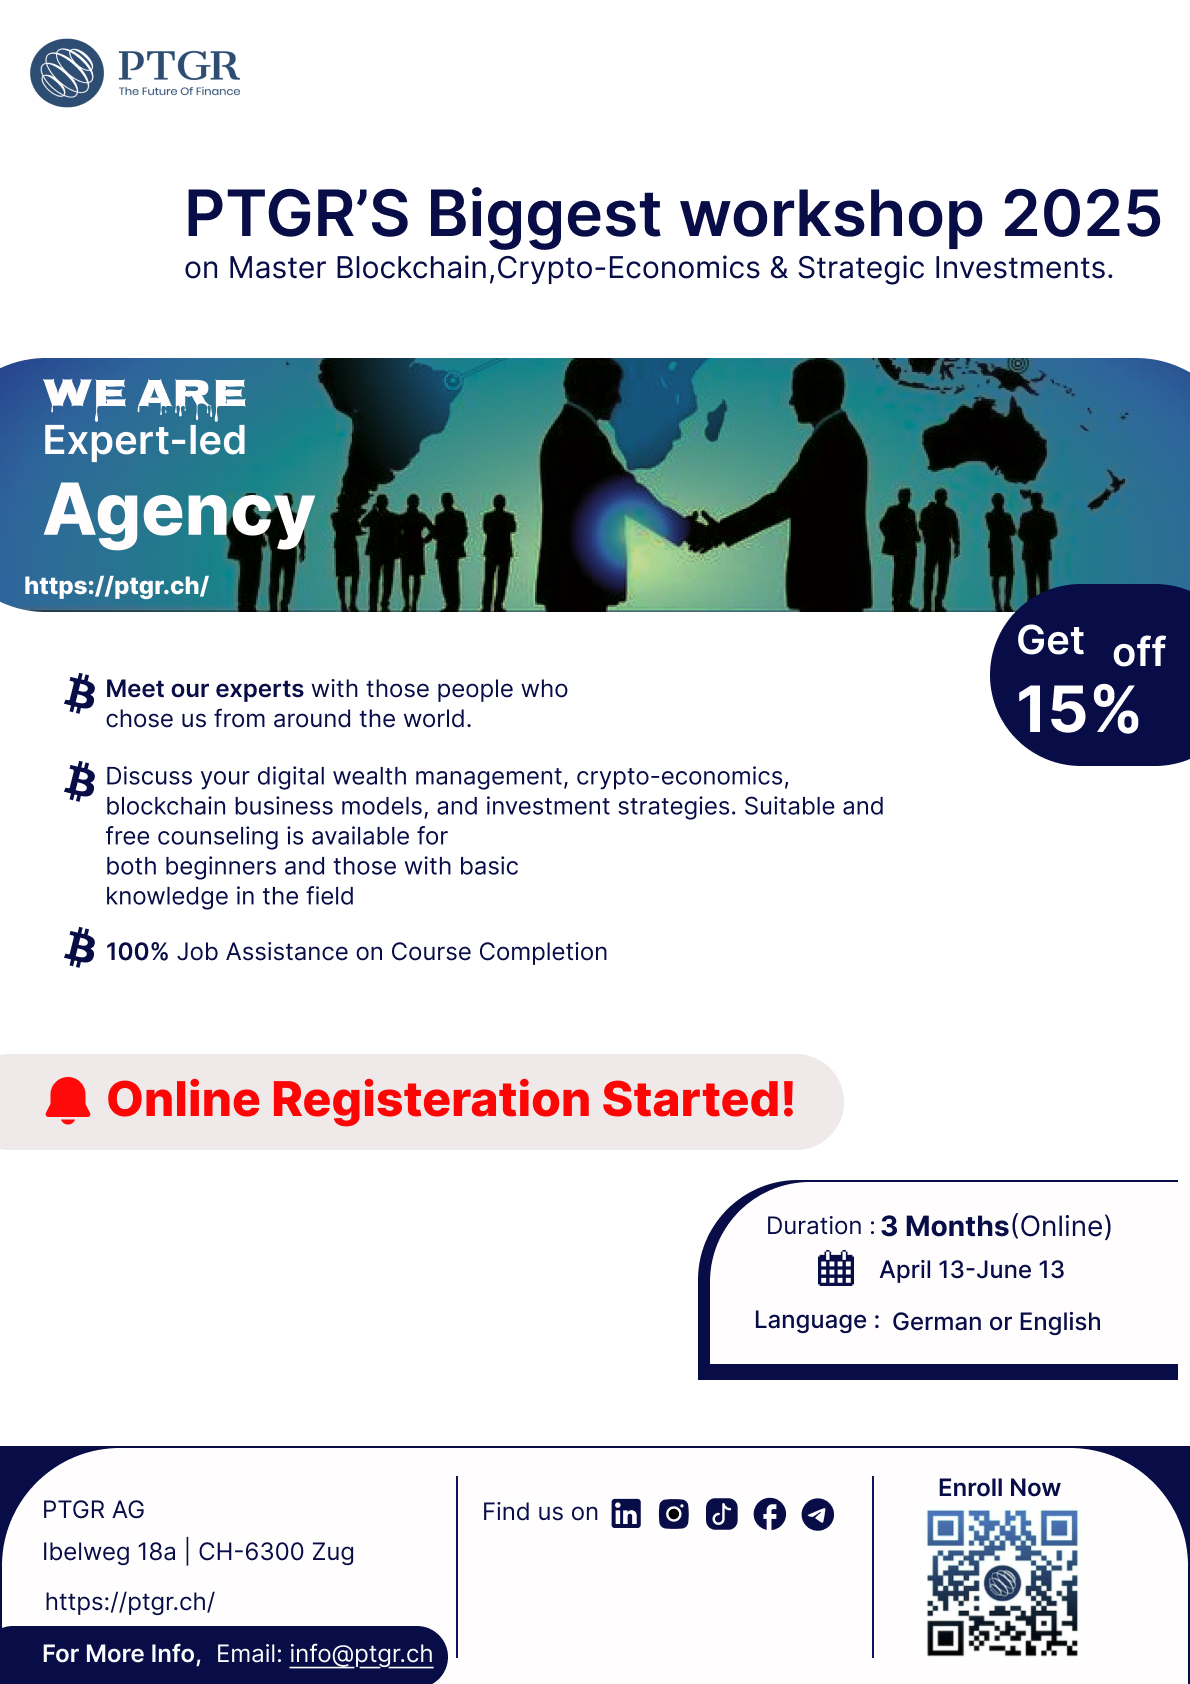 PTGR
The Future Of Finance
PTGR’S Biggest workshop 2025
on Master Blockchain,Crypto-Economics & Strategic Investments.
WE ARE
Expert-led
Agency
https://ptgr.ch/
Get off
15%
Meet our experts with those people who
chose us from around the world.
Discuss your digital wealth management, crypto-economics,
blockchain business models, and investment strategies. Suitable and
free counseling is available for
both beginners and those with basic
knowledge in the field
100% Job Assistance on Course Completion
Online Registeration Started!
Duration : 3 Months(Online)
April 13-June 13
Language : German or English
PTGR AG
Ibelweg 18a | CH-6300 Zug
https://ptgr.ch/
For More Info, Email: info@ptgr.ch
Find us on
Enroll Now